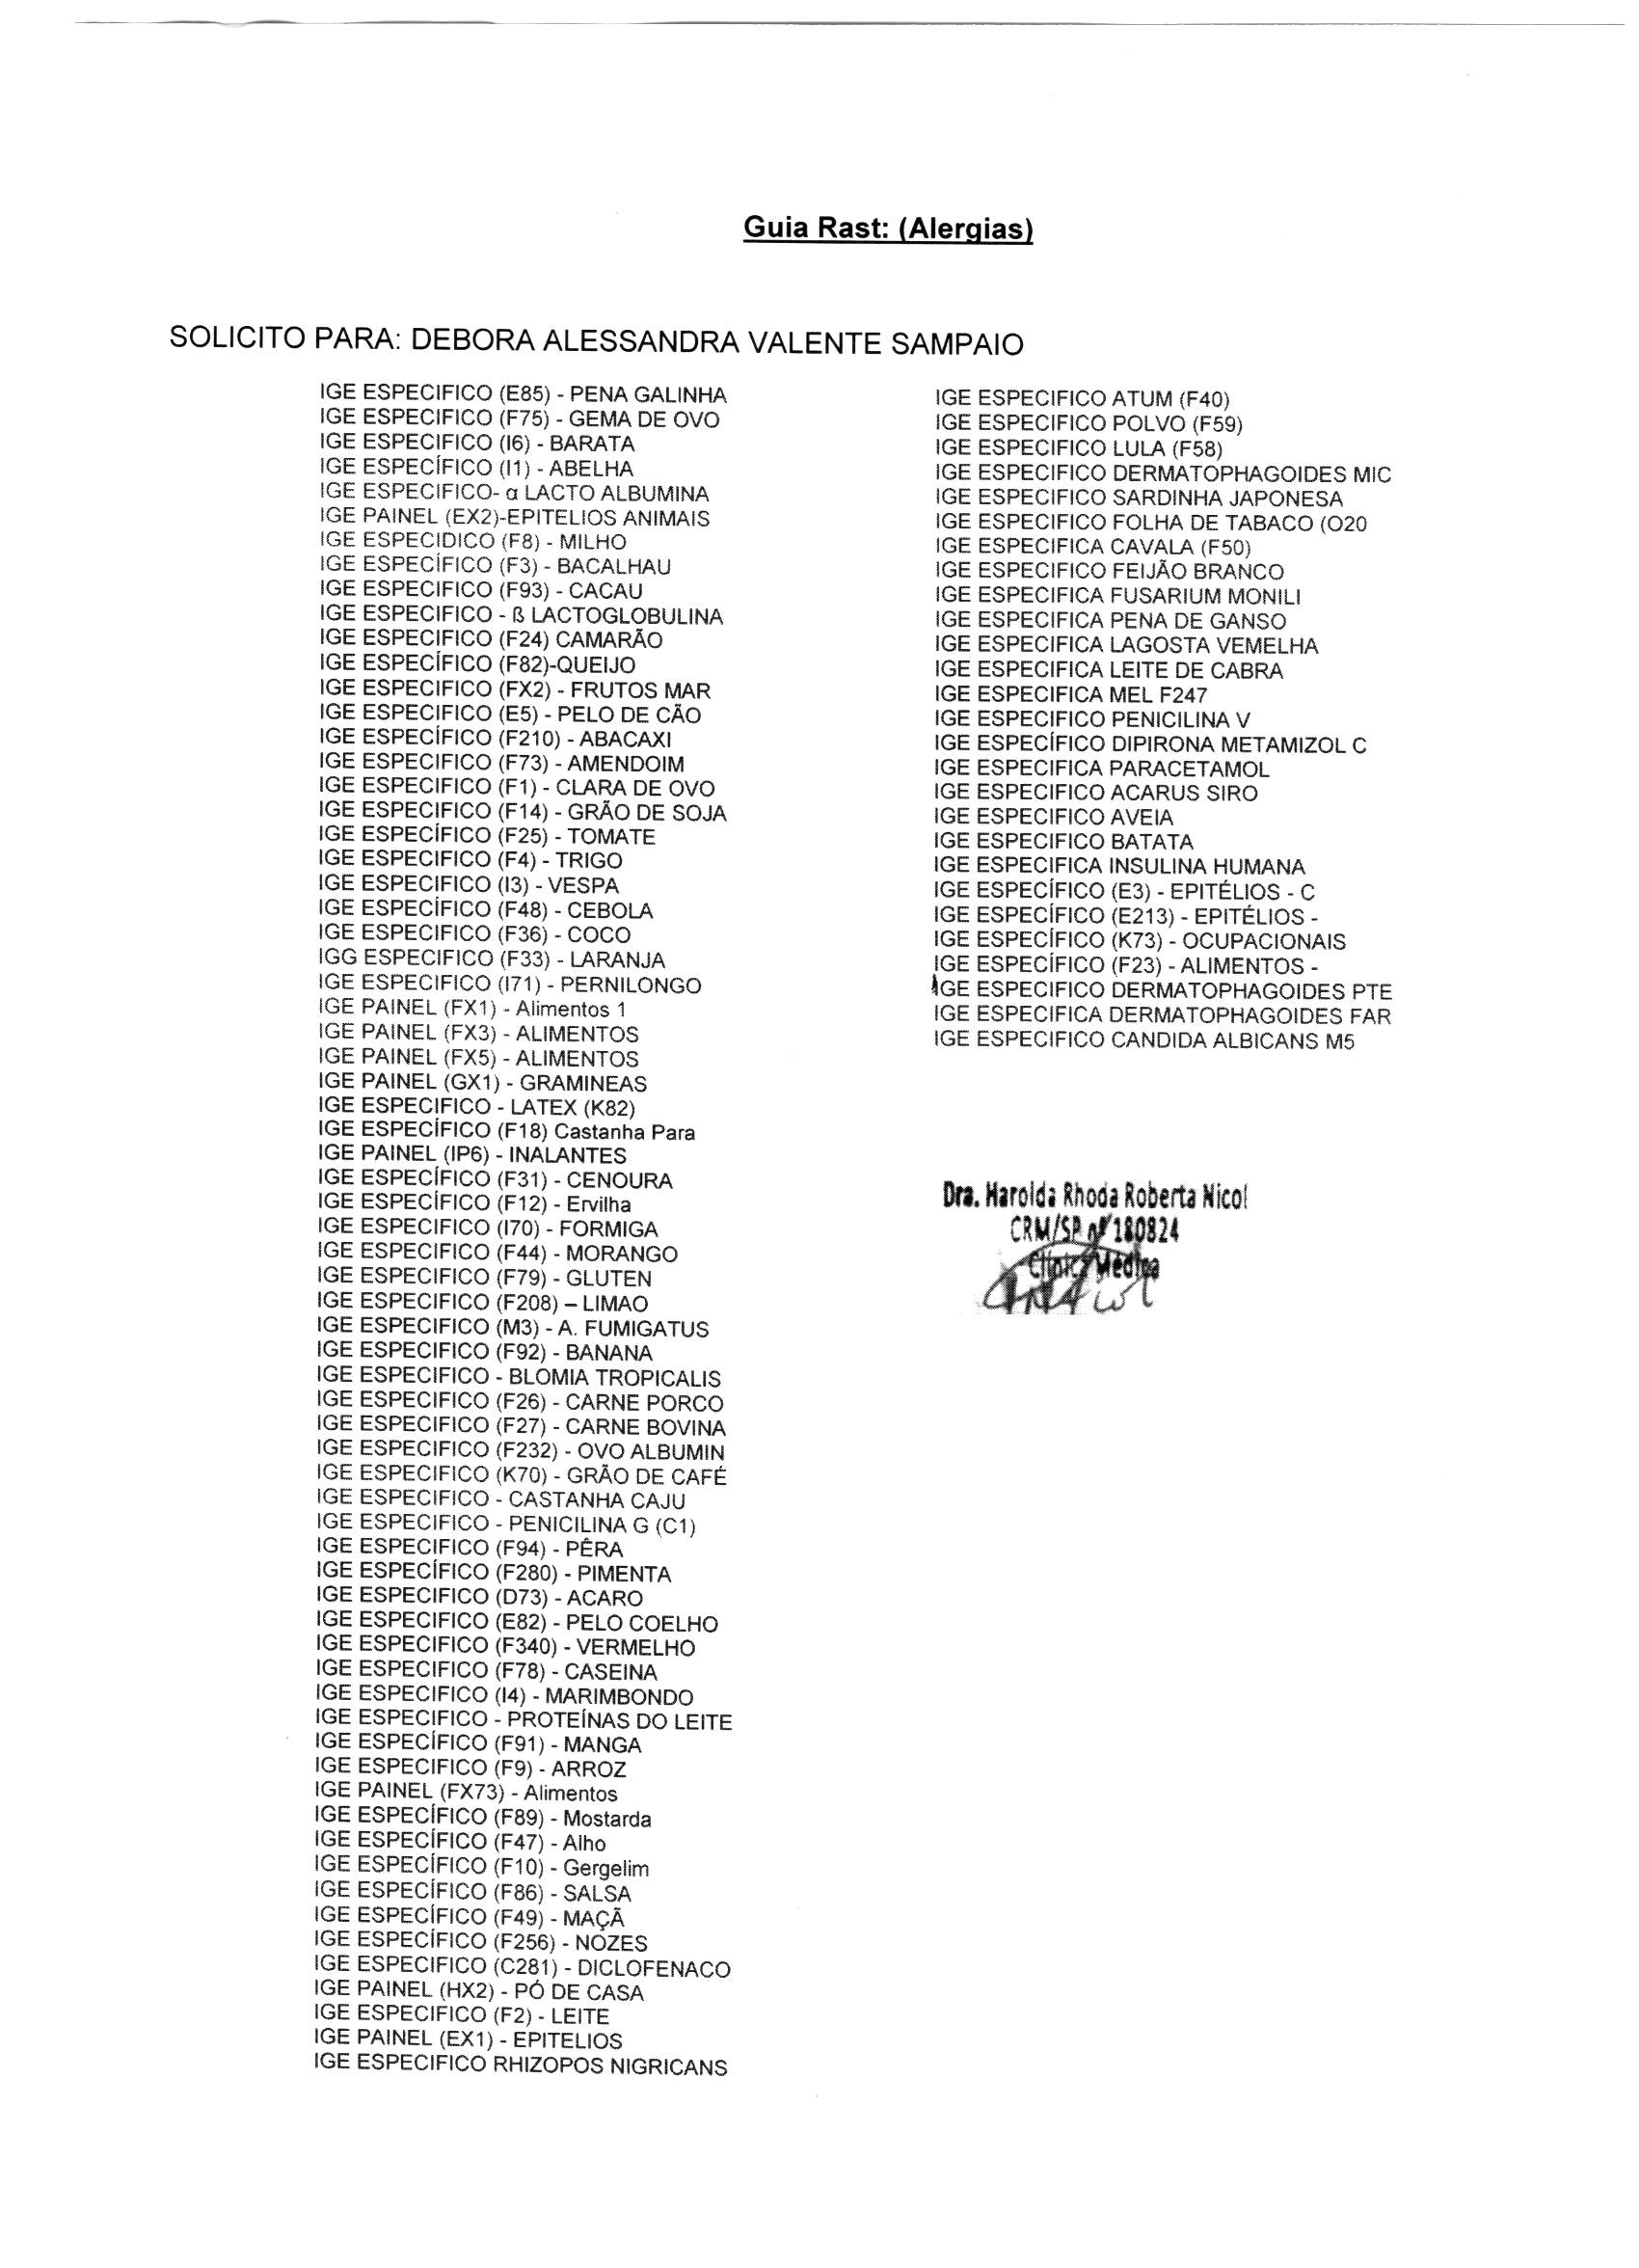 Guia Rast: (Alergias)
SOLICITO PARA: DEBORA ALESSANDRA VALENTE SAMPAIO
IGE ESPECIFICO (E85) - PENA GALINHA
IGE ESPECIFICO (F75) - GEMA DE OVO
IGE ESPECIFICO (I6) - BARATA
IGE ESPECÍFICO (I1) - ABELHA
IGE ESPECIFICO- α LACTO ALBUMINA
IGE PAINEL (EX2)-EPITELIOS ANIMAIS
IGE ESPECIDICO (F8) - MILHO
IGE ESPECÍFICO (F3) - BACALHAU
IGE ESPECIFICO (F93) - CACAU
IGE ESPECIFICO - ß LACTOGLOBULINA
IGE ESPECIFICO (F24) CAMARÃO
IGE ESPECÍFICO (F82)-QUEIJO
IGE ESPECIFICO (FX2) - FRUTOS MAR
IGE ESPECIFICO (E5) - PELO DE CÃO
IGE ESPECÍFICO (F210) - ABACAXI
IGE ESPECÍFICO (F73) - AMENDOIM
IGE ESPECIFICO (F1) - CLARA DE OVO
IGE ESPECIFICO (F14) - GRÃO DE SOJA
IGE ESPECÍFICO (F25) - TOMATE
IGE ESPECIFICO (F4) - TRIGO
IGE ESPECIFICO (I3) - VESPA
IGE ESPECÍFICO (F48) - CEBOLA
IGE ESPECIFICO (F36) - COCO
IGG ESPECIFICO (F33) - LARANJA
IGE ESPECIFICO (I71) - PERNILONGO
IGE PAINEL (FX1) - Alimentos 1
IGE PAINEL (FX3) - ALIMENTOS
IGE PAINEL (FX5) - ALIMENTOS
IGE PAINEL (GX1) - GRAMINEAS
IGE ESPECIFICO - LATEX (K82)
IGE ESPECÍFICO (F18) Castanha Para
IGE PAINEL (IP6) - INALANTES
IGE ESPECÍFICO (F31) - CENOURA
IGE ESPECÍFICO (F12) - Ervilha
IGE ESPECIFICO (I70) - FORMIGA
IGE ESPECIFICO (F44) - MORANGO
IGE ESPECIFICO (F79) - GLUTEN
IGE ESPECIFICO (F208) – LIMAO
IGE ESPECIFICO (M3) - A. FUMIGATUS
IGE ESPECIFICO (F92) - BANANA
IGE ESPECIFICO - BLOMIA TROPICALIS
IGE ESPECIFICO (F26) - CARNE PORCO
IGE ESPECIFICO (F27) - CARNE BOVINA
IGE ESPECIFICO (F232) - OVO ALBUMIN
IGE ESPECIFICO (K70) - GRÃO DE CAFÉ
IGE ESPECIFICO - CASTANHA CAJU
IGE ESPECIFICO - PENICILINA G (C1)
IGE ESPECIFICO (F94) - PÊRA
IGE ESPECÍFICO (F280) - PIMENTA
IGE ESPECIFICO (D73) - ACARO
IGE ESPECIFICO (E82) - PELO COELHO
IGE ESPECIFICO (F340) - VERMELHO
IGE ESPECIFICO (F78) - CASEINA
IGE ESPECIFICO (I4) - MARIMBONDO
IGE ESPECIFICO - PROTEÍNAS DO LEITE
IGE ESPECÍFICO (F91) - MANGA
IGE ESPECIFICO (F9) - ARROZ
IGE PAINEL (FX73) - Alimentos
IGE ESPECÍFICO (F89) - Mostarda
IGE ESPECÍFICO (F47) - Alho
IGE ESPECÍFICO (F10) - Gergelim
IGE ESPECÍFICO (F86) - SALSA
IGE ESPECÍFICO (F49) - MAÇÃ
IGE ESPECÍFICO (F256) - NOZES
IGE ESPECIFICO (C281) - DICLOFENACO
IGE PAINEL (HX2) - PÓ DE CASA
IGE ESPECIFICO (F2) - LEITE
IGE PAINEL (EX1) - EPITELIOS
IGE ESPECIFICO RHIZOPOS NIGRICANS
IGE ESPECIFICO ATUM (F40)
IGE ESPECIFICO POLVO (F59)
IGE ESPECIFICO LULA (F58)
IGE ESPECIFICO DERMATOPHAGOIDES MIC
IGE ESPECIFICO SARDINHA JAPONESA
IGE ESPECIFICO FOLHA DE TABACO (O20
IGE ESPECIFICA CAVALA (F50)
IGE ESPECIFICO FEIJÃO BRANCO
IGE ESPECIFICA FUSARIUM MONILI
IGE ESPECIFICA PENA DE GANSO
IGE ESPECIFICA LAGOSTA VEMELHA
IGE ESPECIFICA LEITE DE CABRA
IGE ESPECIFICA MEL F247
IGE ESPECIFICO PENICILINA V
IGE ESPECÍFICO DIPIRONA METAMIZOL C
IGE ESPECIFICA PARACETAMOL
IGE ESPECIFICO ACARUS SIRO
IGE ESPECIFICO AVEIA
IGE ESPECIFICO BATATA
IGE ESPECIFICA INSULINA HUMANA
IGE ESPECÍFICO (E3) - EPITÉLIOS - C
IGE ESPECÍFICO (E213) - EPITÉLIOS -
IGE ESPECÍFICO (K73) - OCUPACIONAIS
IGE ESPECÍFICO (F23) - ALIMENTOS -
IGE ESPECIFICO DERMATOPHAGOIDES PTE
IGE ESPECIFICA DERMATOPHAGOIDES FAR
IGE ESPECIFICO CANDIDA ALBICANS M5
Dra. Harolda Rhoda Roberta Nicol
CRM/SP nº 180824
Clínica Médica